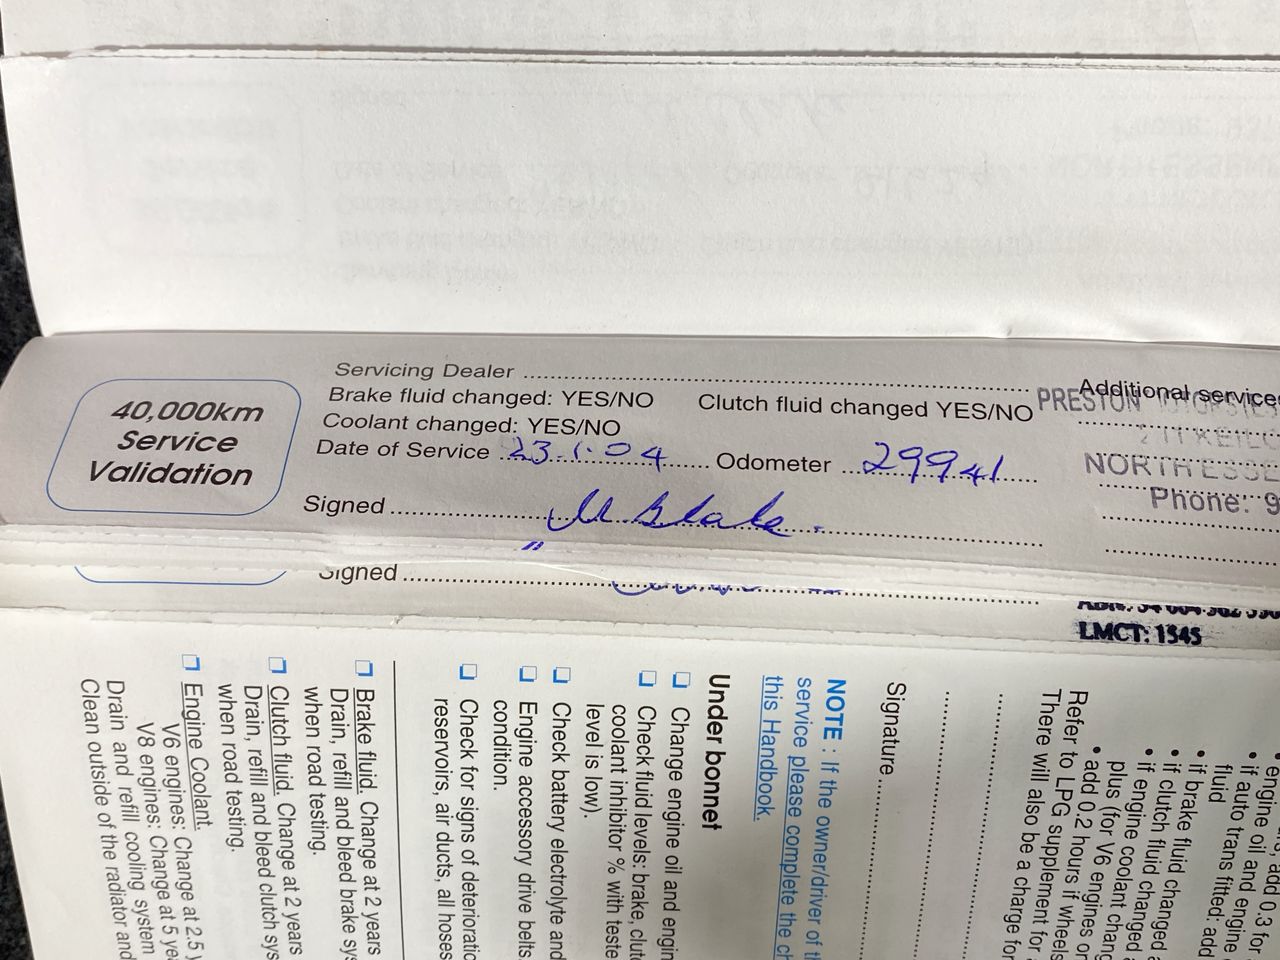 40,000km
Service
Validation
Servicing Dealer
Brake fluid changed: YES/NO Clutch fluid changed YES/NO
Coolant changed: YES/NO
Date of Service 23.1.04 Odometer 29941
Signed M Blake.
Additional services
PRESTON
NORTH ESSE
Phone: 9
Signed
LMCT: 1545
engine oil and engine
if auto trans fitted: add
fluid
if brake fluid changed
if clutch fluid changed
if engine coolant changed
plus (for V6 engines
add 0.2 hours if wheels
Refer to LPG supplement for
There will also be a charge for
Signature
NOTE : If the owner/driver of
service please complete the
this Handbook.
Under bonnet
Change engine oil and
Check fluid levels: brake,
coolant inhibitor % with
level is low).
Check battery electrolyte and
Engine accessory drive belts.
condition.
Check for signs of
reservoirs, air ducts, all hoses
Brake fluid. Change at 2 years
Drain, refill and bleed brake
when road testing.
Clutch fluid. Change at 2 years
Drain, refill and bleed clutch
when road testing.
Engine Coolant.
V6 engines: Change at 2.5
V8 engines: Change at 5
Drain and refill cooling system
Clean outside of the radiator and